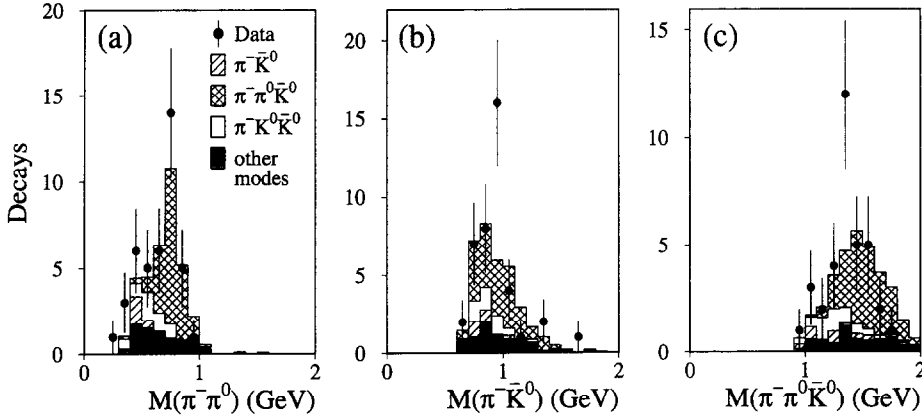 (a)
Data
π⁻K̄⁰
π⁻π⁰K̄⁰
π⁻K⁰K̄⁰
other
modes
Decays
20
15
10
5
0
0 1 2
M(π⁻π⁰) (GeV)
(b)
20
15
10
5
0
0 1 2
M(π⁻K̄⁰) (GeV)
(c)
15
10
5
0
0 1 2
M(π⁻π⁰K̄⁰) (GeV)